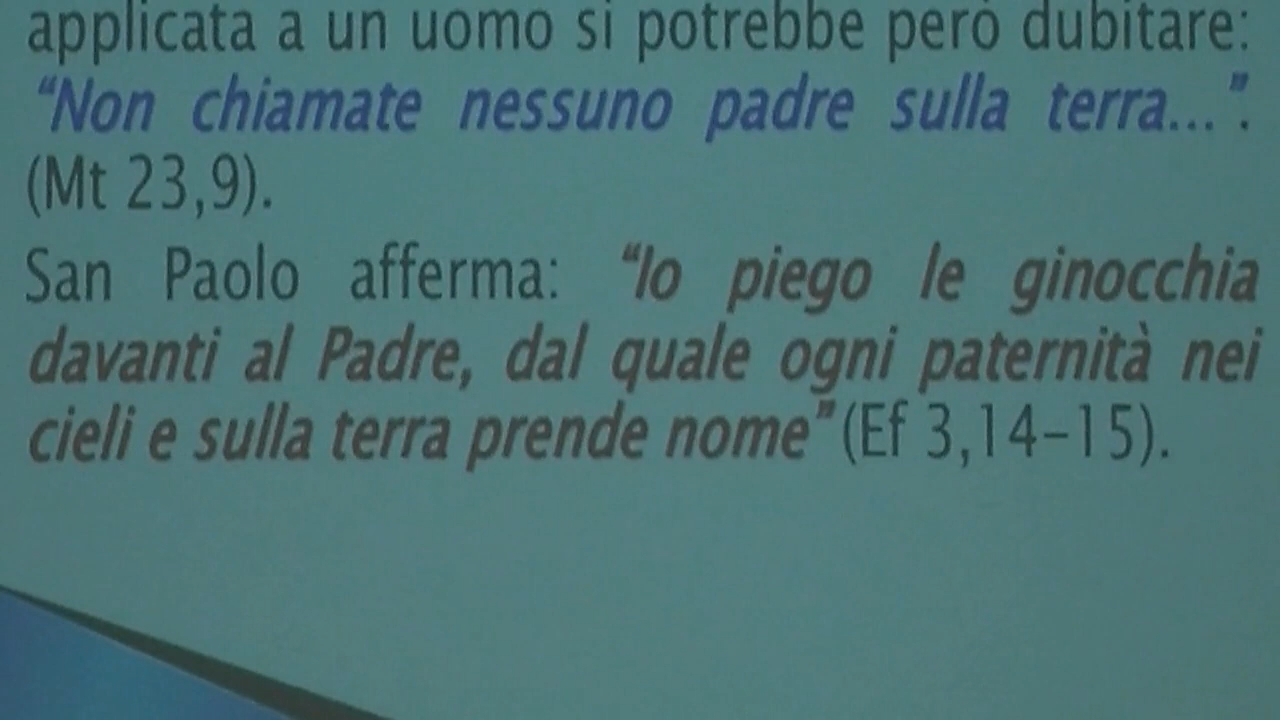 applicata a un uomo si potrebbe però dubitare:
“Non chiamate nessuno padre sulla terra...”.
(Mt 23,9).
San Paolo afferma: “Io piego le ginocchia
davanti al Padre, dal quale ogni paternità nei
cieli e sulla terra prende nome” (Ef 3,14–15).